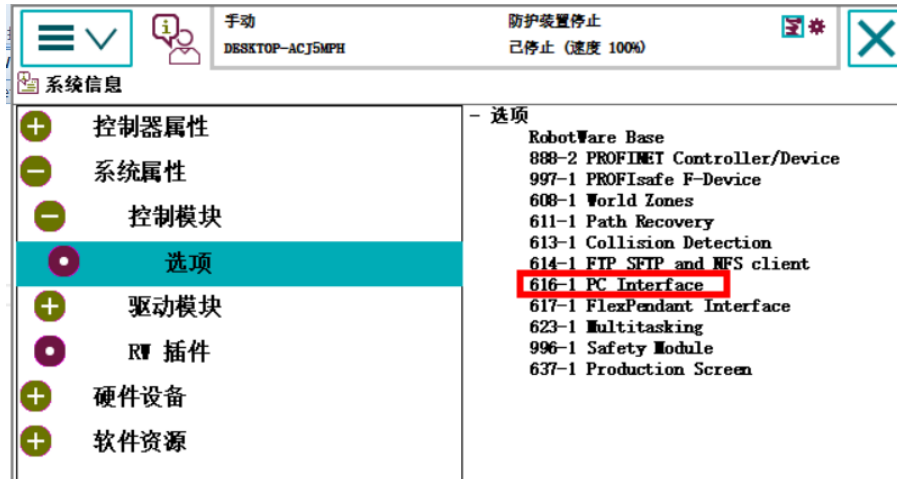 手动
DESKTOP-ACJ5MPH
防护装置停止
己停止 (速度 100%)
系统信息
控制器属性
系统属性
控制模块
选项
驱动模块
RW 插件
硬件设备
软件资源
- 选项
RobotWare Base
888-2 PROFINET Controller/Device
997-1 PROFIsafe F-Device
608-1 World Zones
611-1 Path Recovery
613-1 Collision Detection
614-1 FTP SFTP and NFS client
616-1 PC Interface
617-1 FlexPendant Interface
623-1 Multitasking
996-1 Safety Module
637-1 Production Screen